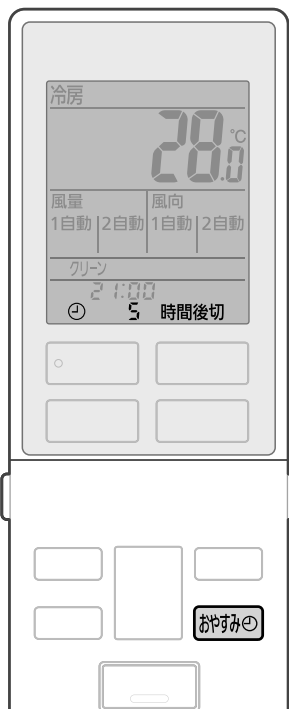 冷房
28.0℃
風量 風向
1自動 2自動 1自動 2自動
クリーン
21:00
5 時間後切
おやすみ